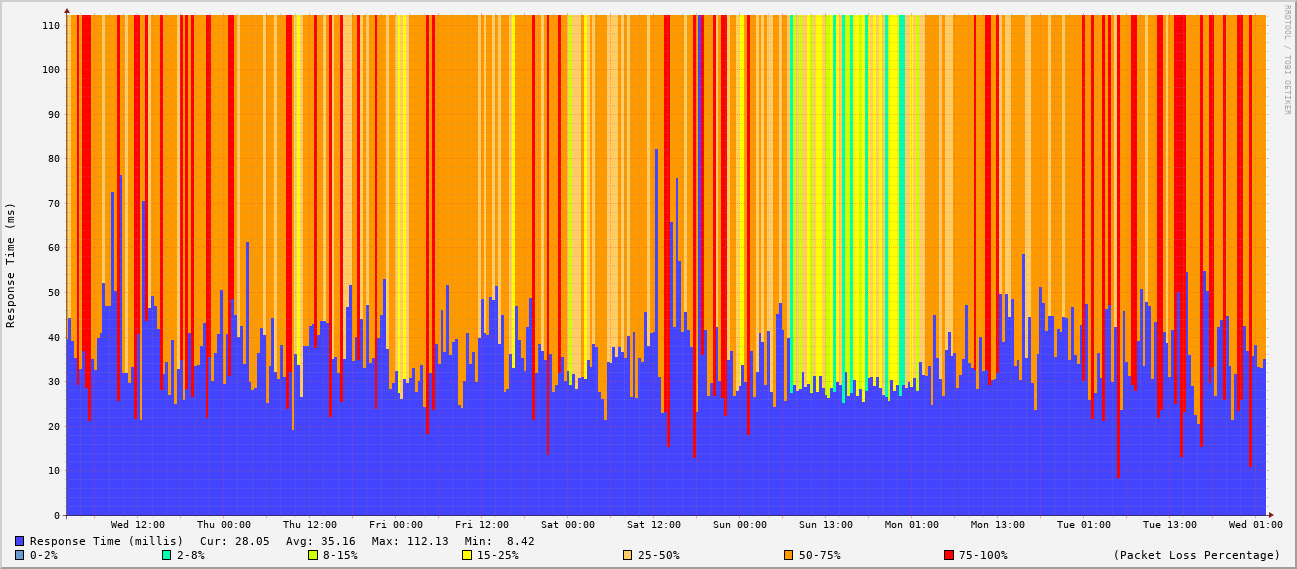 RRDTOOL / TOBI OETIKER
Response Time (ms)
110
100
90
80
70
60
50
40
30
20
10
0
Wed 12:00 Thu 00:00 Thu 12:00 Fri 00:00 Fri 12:00 Sat 00:00 Sat 12:00 Sun 00:00 Sun 13:00 Mon 01:00 Mon 13:00 Tue 01:00 Tue 13:00 Wed 01:00
Response Time (millis) Cur: 28.05 Avg: 35.16 Max: 112.13 Min: 8.42
0-2% 2-8% 8-15% 15-25% 25-50% 50-75% 75-100% (Packet Loss Percentage)